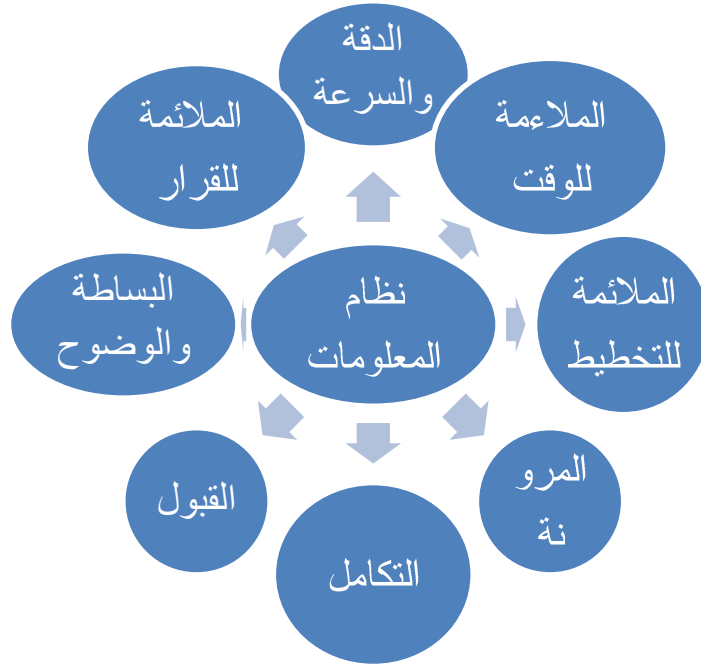 الدقة
والسرعة
الملاءمة
للوقت
الملائمة
للتخطيط
المرو
نة
التكامل
القبول
البساطة
والوضوح
الملائمة
للقرار
نظام
المعلومات